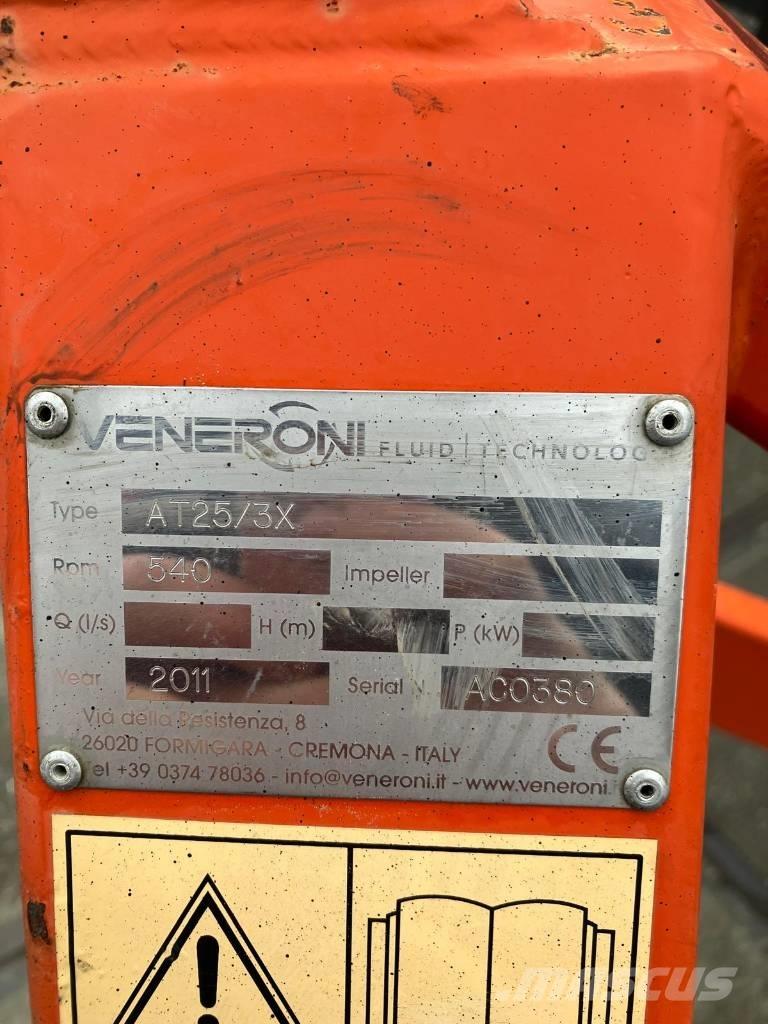 VENERONI FLUID | TECHNOLOG
Type AT25/3X
Rpm 540 Impeller
Q (l/s) H (m) P (kW)
Year 2011 Serial N. AC0380
Via della Resistenza, 8
26020 FORMIGARA - CREMONA - ITALY
el +39 0374 78036 - info@veneroni.it - www.veneroni.
CE
MASCUS